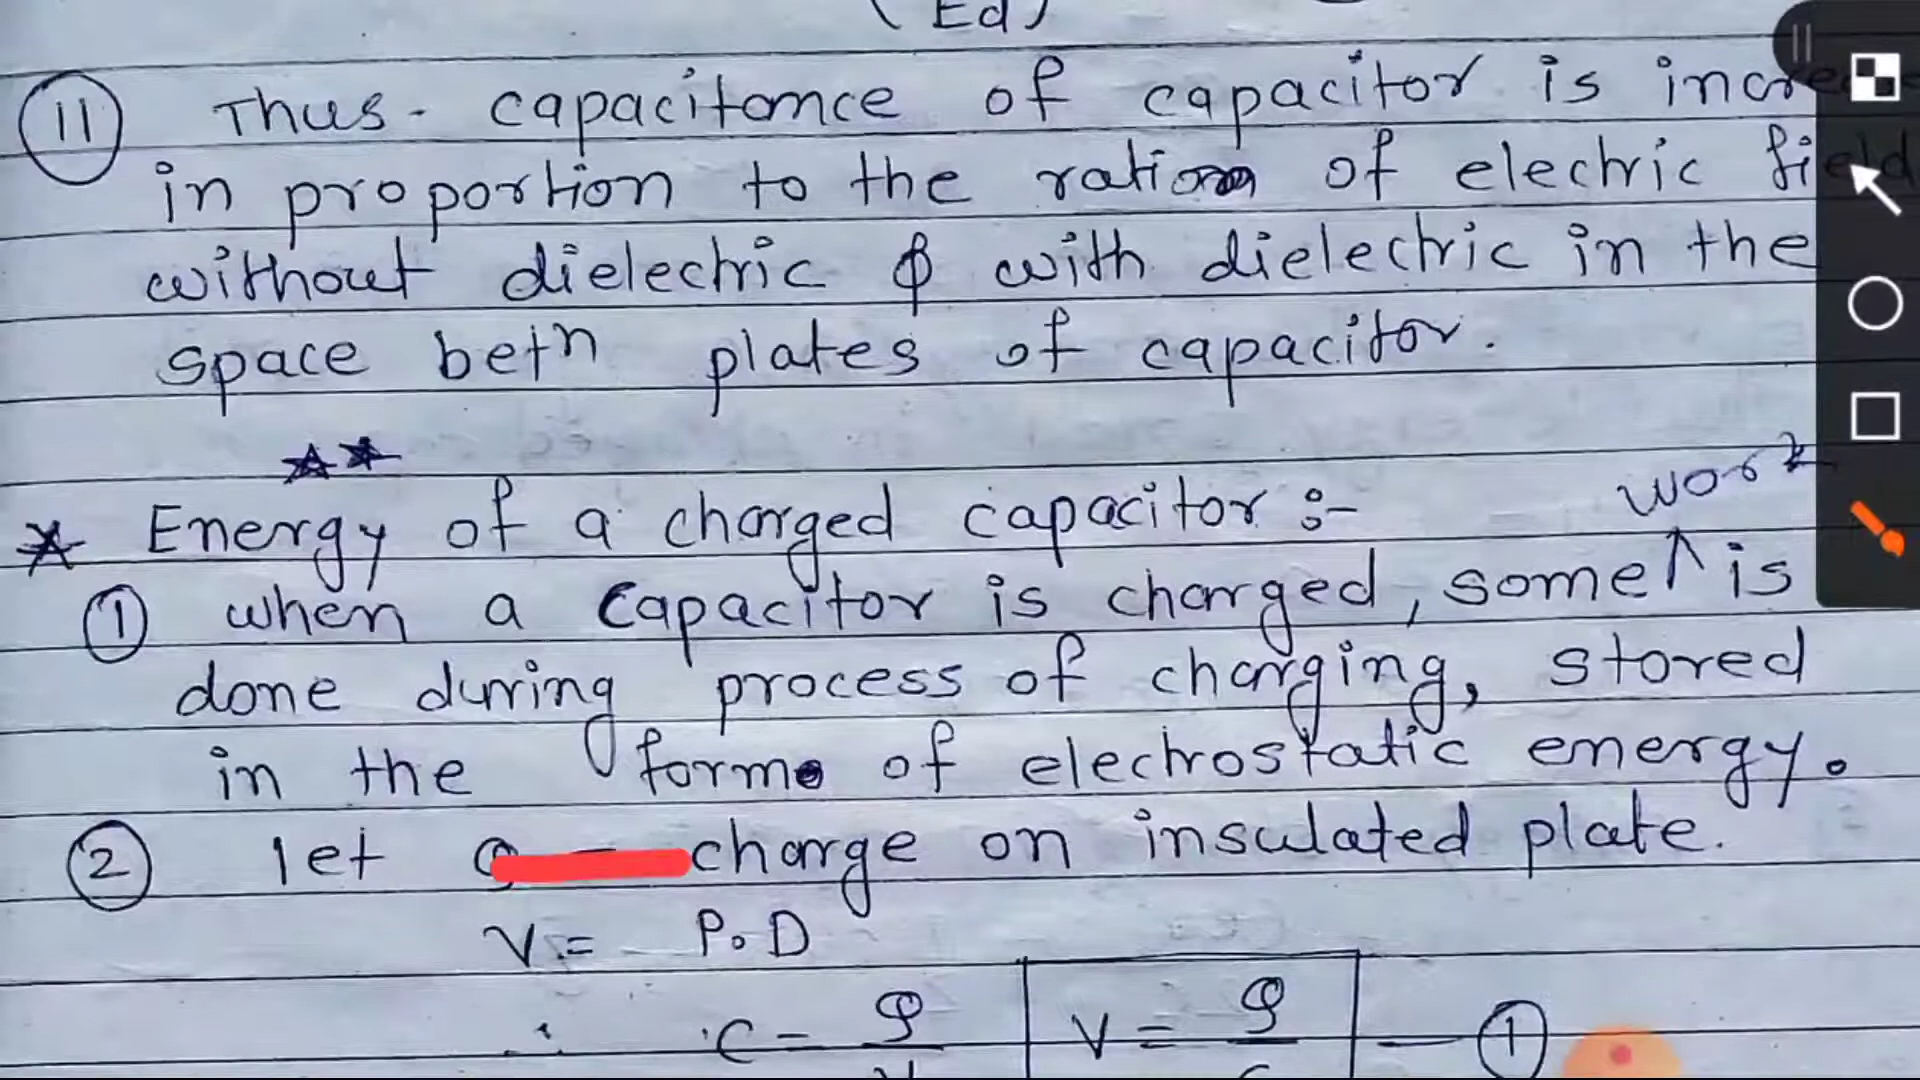 (Ed)
11 Thus. capacitance of capacitor is incre
in proportion to the ratio of electric field
without dielectric & with dielectric in the
space betn plates of capacitor.
work
* Energy of a charged capacitor :-
1 when a capacitor is charged, some ^ is
done during process of charging, stored
in the form of electrostatic energy.
2 let Q — charge on insulated plate.
V = P.D
∴ C = Q/V V = Q/C — 1